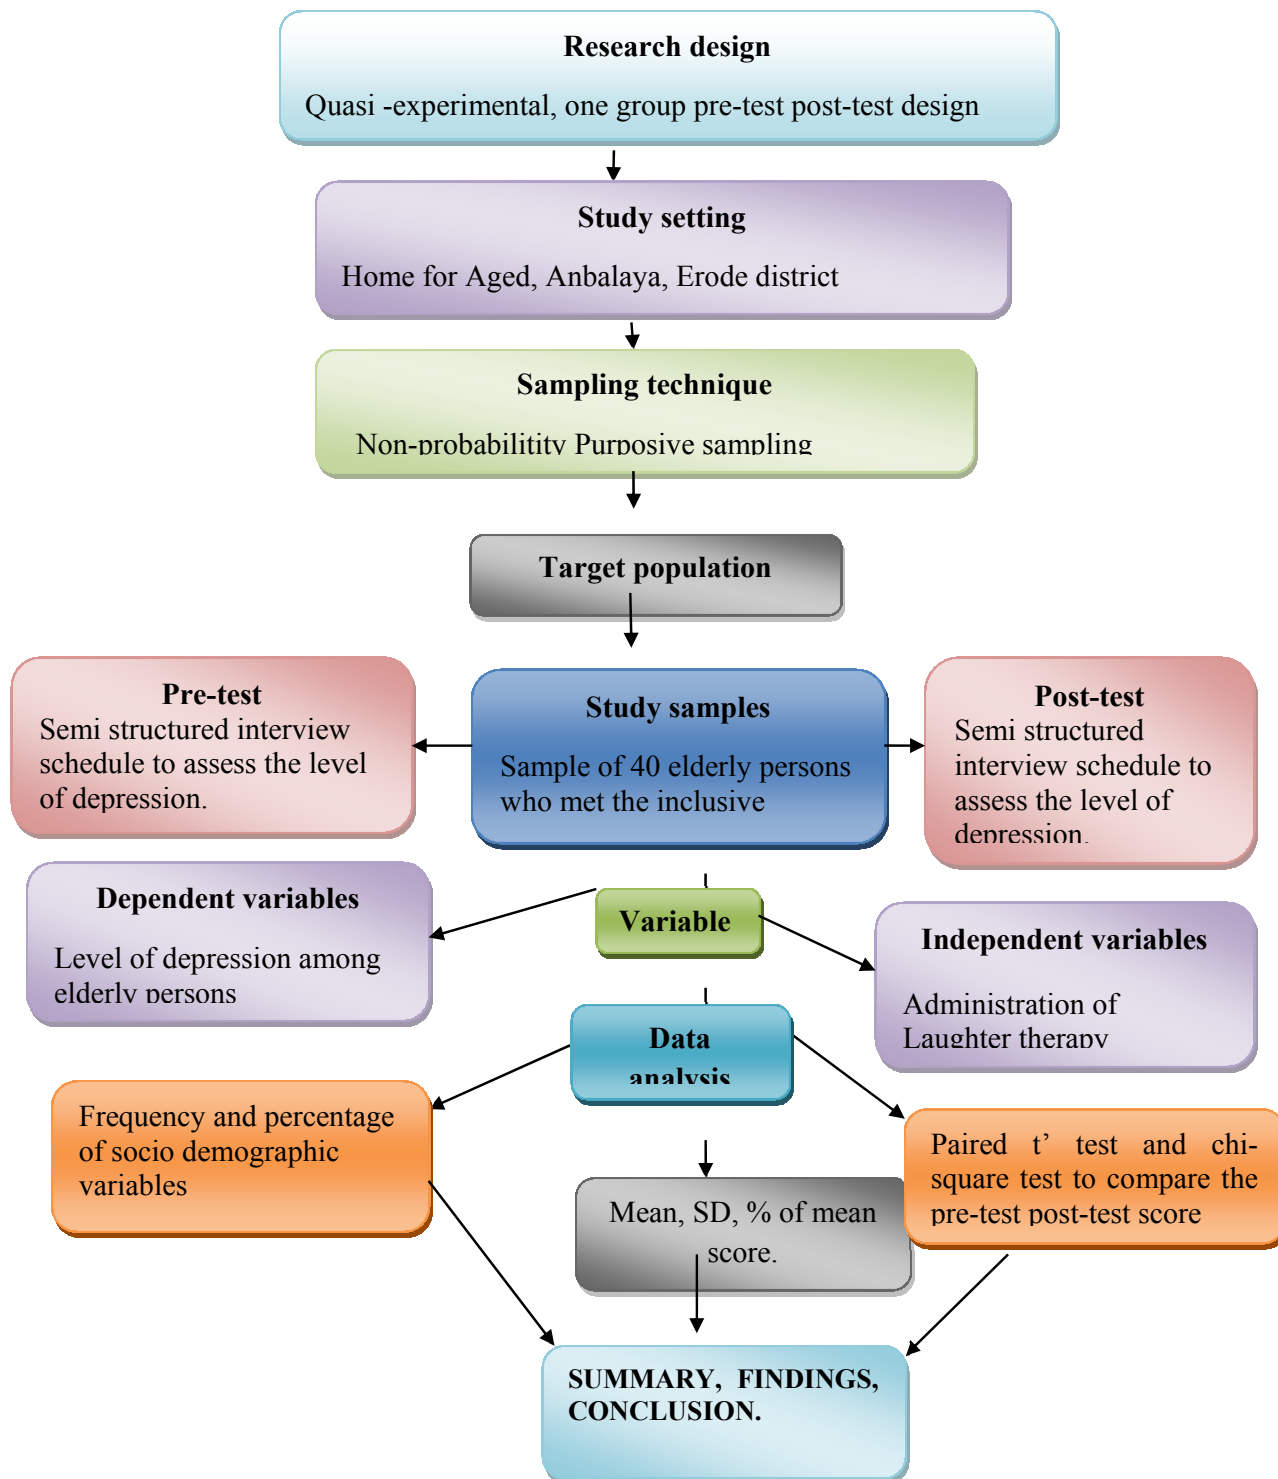 Research design
Quasi -experimental, one group pre-test post-test design
Study setting
Home for Aged, Anbalaya, Erode district
Sampling technique
Non-probabilitity Purposive sampling
Target population
Pre-test
Semi structured interview
schedule to assess the level
of depression.
Study samples
Sample of 40 elderly persons
who met the inclusive
Post-test
Semi structured
interview schedule to
assess the level of
depression.
Dependent variables
Level of depression among
elderly persons
Variable
Independent variables
Administration of
Laughter therapy
Data
analysis
Frequency and percentage
of socio demographic
variables
Mean, SD, % of mean
score.
Paired t’ test and chi-
square test to compare the
pre-test post-test score
SUMMARY, FINDINGS,
CONCLUSION.